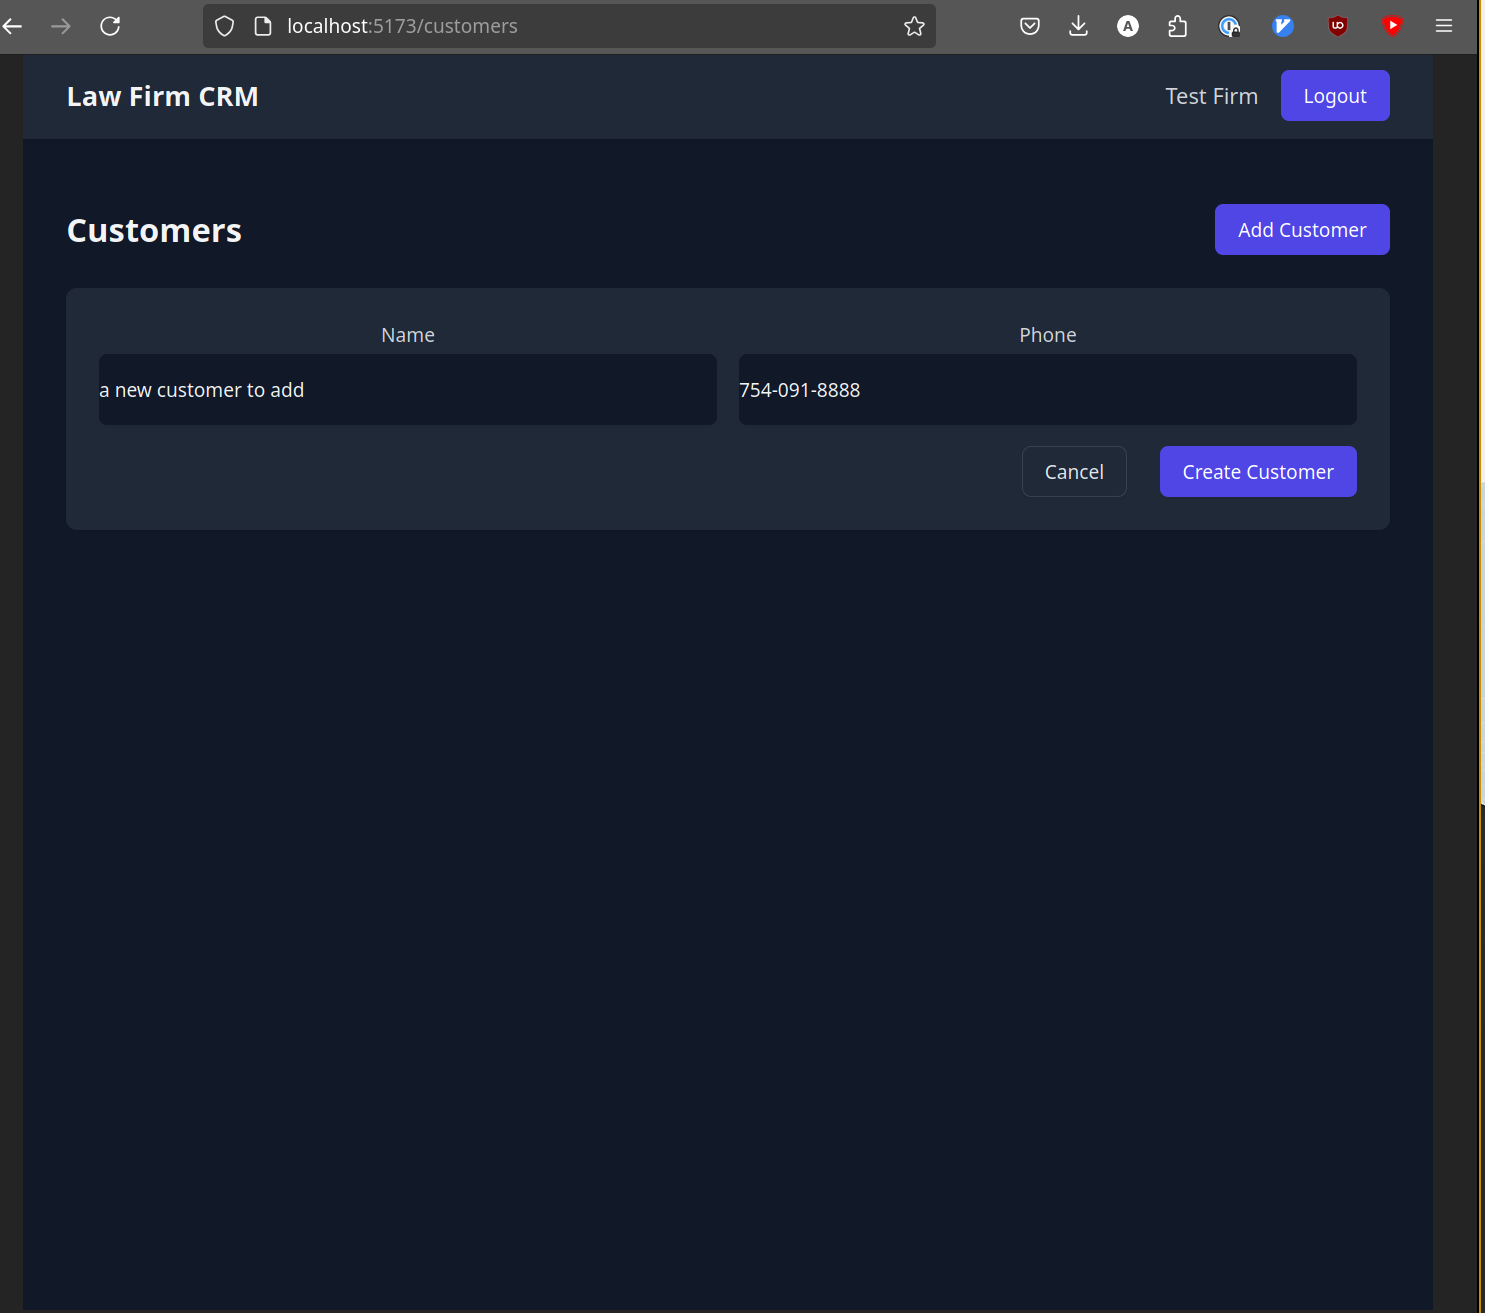 localhost:5173/customers
A
Law Firm CRM
Test Firm
Logout
Customers
Add Customer
Name
Phone
a new customer to add
754-091-8888
Cancel
Create Customer